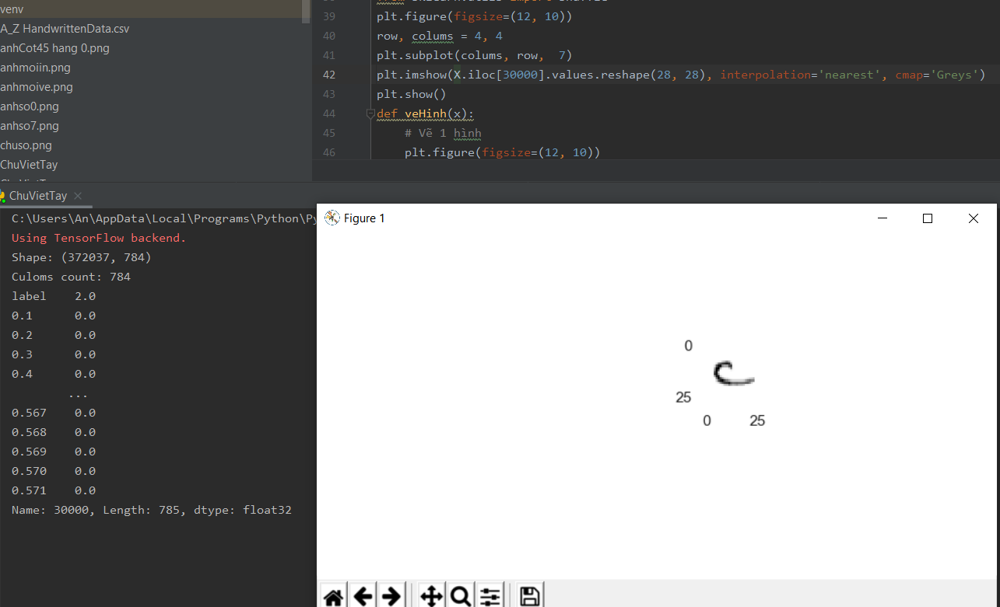 venv
A_Z HandwrittenData.csv
anhCot45 hang 0.png
anhmoiin.png
anhmoive.png
anhso0.png
anhso7.png
chuso.png
ChuVietTay
39 plt.figure(figsize=(12, 10))
40 row, colums = 4, 4
41 plt.subplot(colums, row,  7)
42 plt.imshow(X.iloc[30000].values.reshape(28, 28), interpolation='nearest', cmap='Greys')
43 plt.show()
44 def veHinh(x):
45 # Vẽ 1 hình
46 plt.figure(figsize=(12, 10))
ChuVietTay
C:\Users\An\AppData\Local\Programs\Python\Py
Using TensorFlow backend.
Shape: (372037, 784)
Culoms count: 784
label    2.0
0.1      0.0
0.2      0.0
0.3      0.0
0.4      0.0
...
0.567    0.0
0.568    0.0
0.569    0.0
0.570    0.0
0.571    0.0
Name: 30000, Length: 785, dtype: float32
Figure 1
0
25
0 25